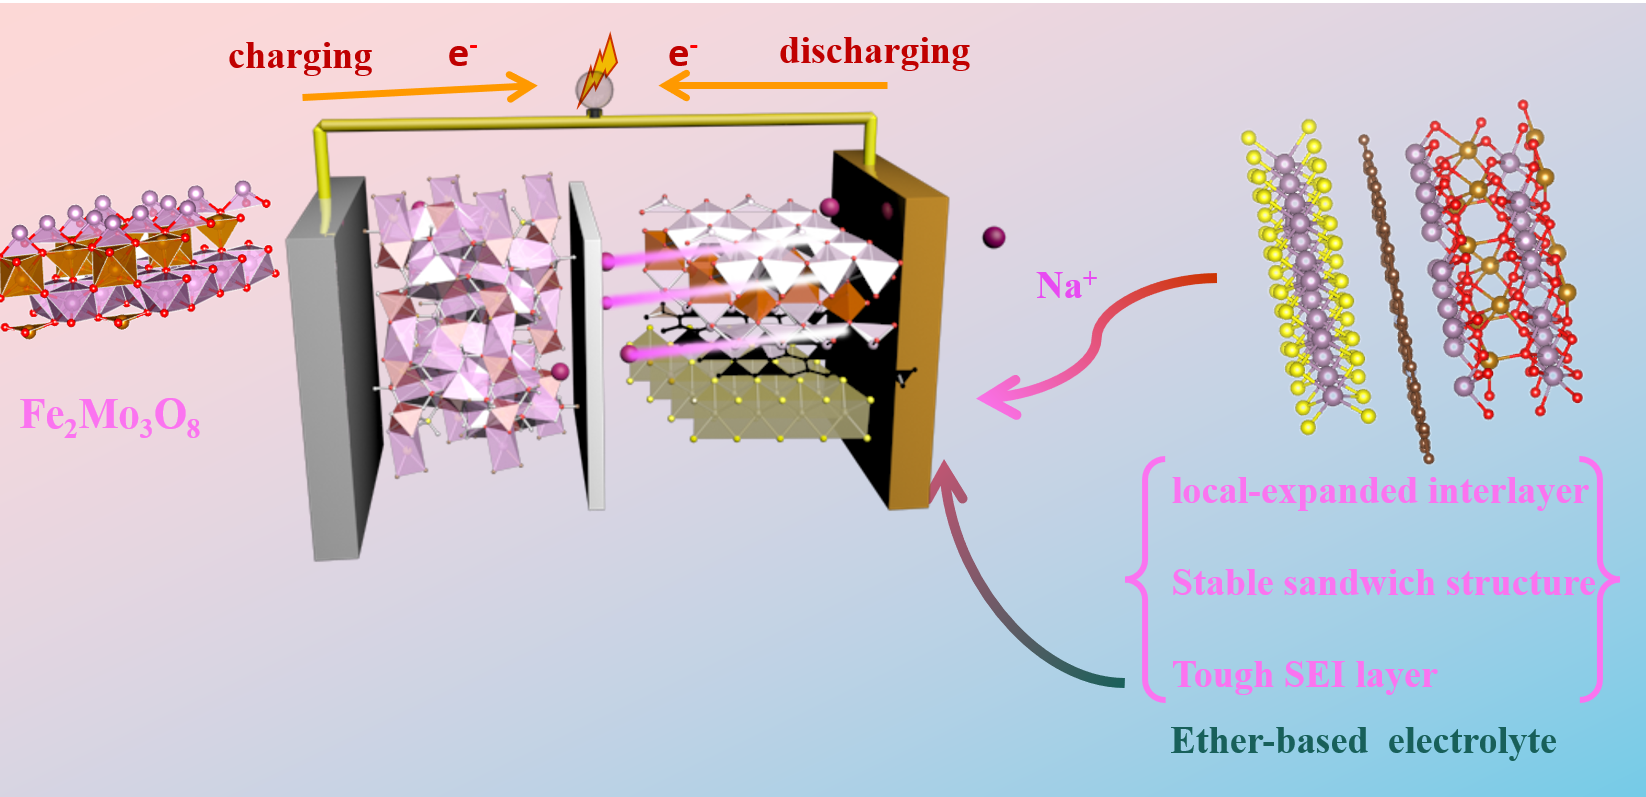 charging e⁻ e⁻ discharging
Na⁺
Fe₂Mo₃O₈
local-expanded interlayer
Stable sandwich structure
Tough SEI layer
Ether-based electrolyte